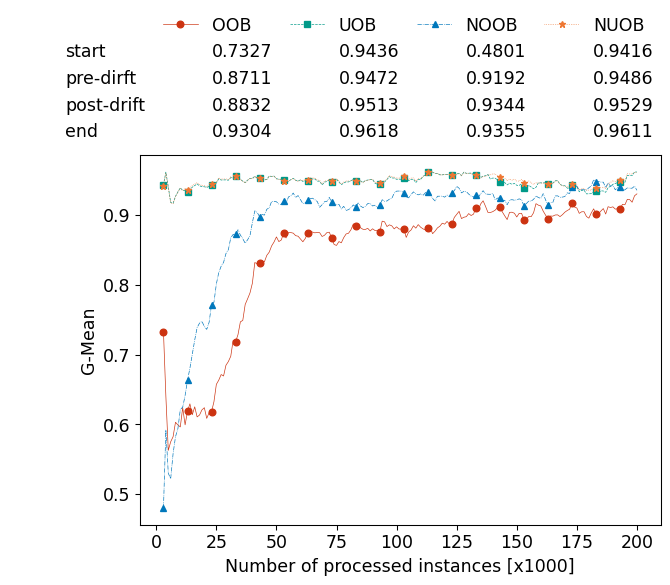 OOB UOB NOOB NUOB
start 0.7327 0.9436 0.4801 0.9416
pre-dirft 0.8711 0.9472 0.9192 0.9486
post-drift 0.8832 0.9513 0.9344 0.9529
end 0.9304 0.9618 0.9355 0.9611
0.9
0.8
0.7
0.6
0.5
G-Mean
0 25 50 75 100 125 150 175 200
Number of processed instances [x1000]